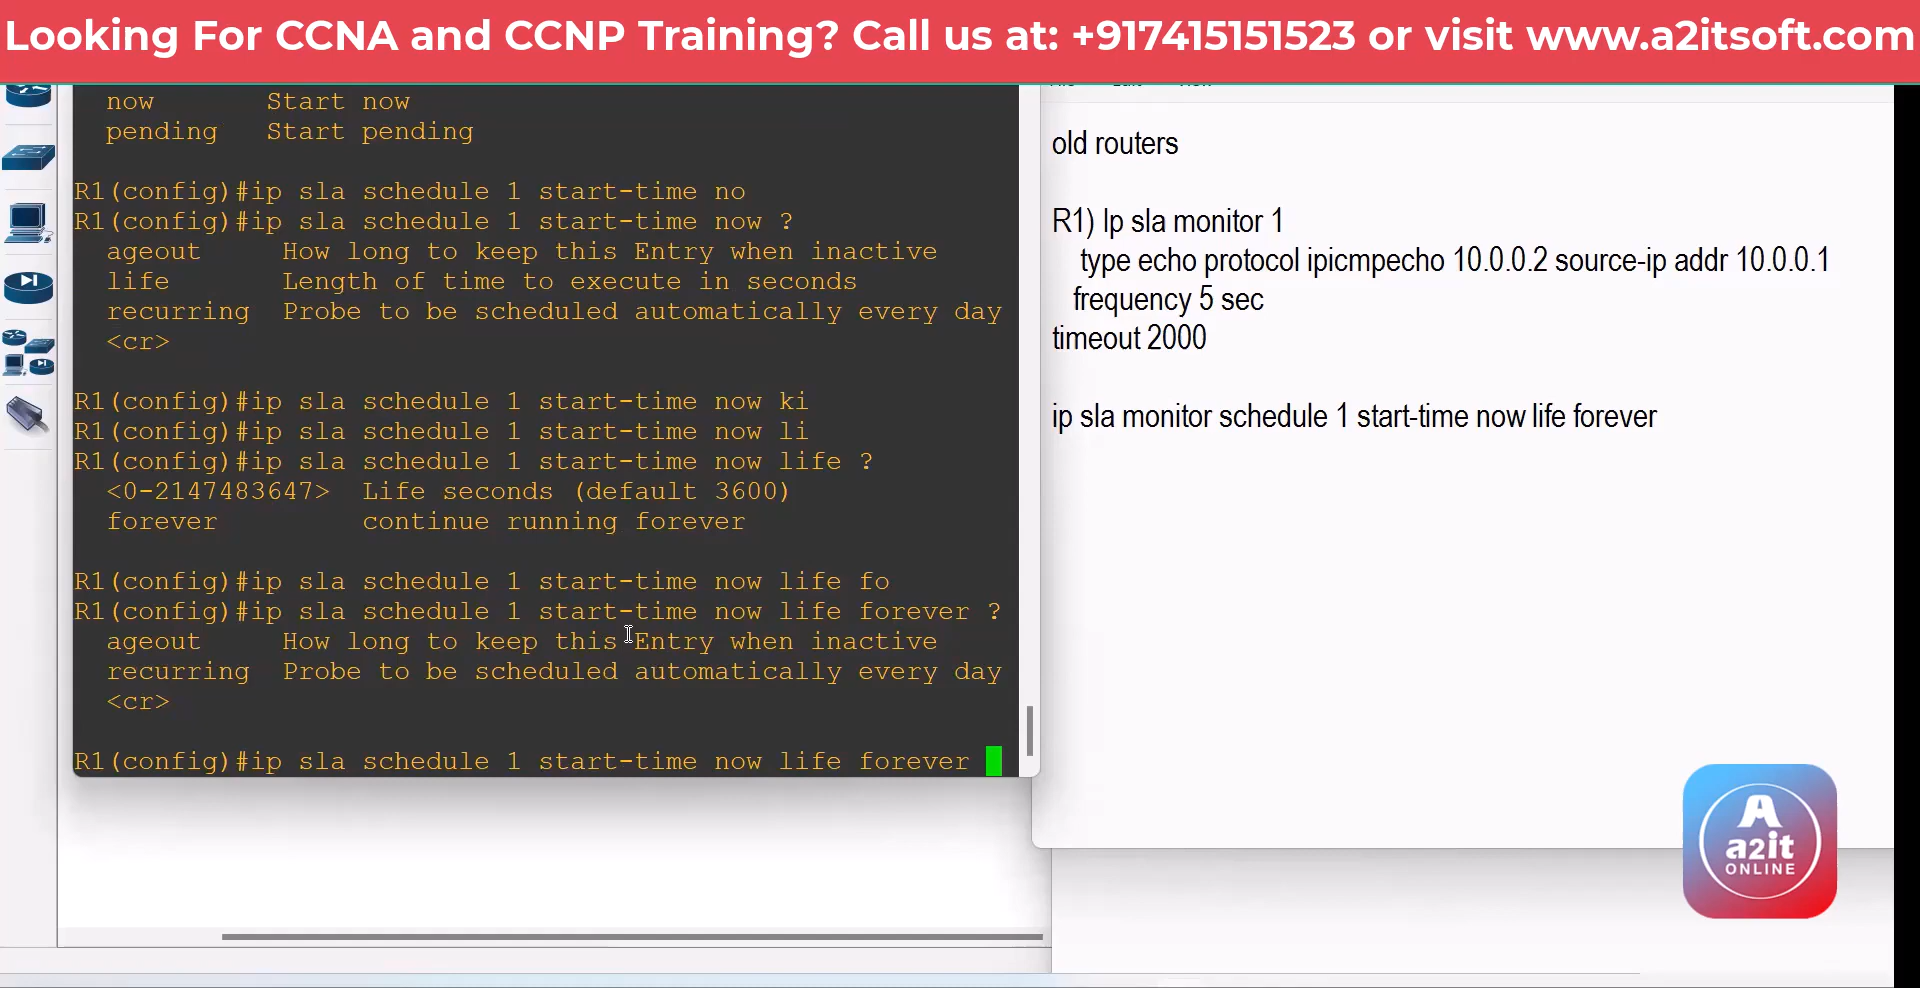 Looking For CCNA and CCNP Training? Call us at: +917415151523 or visit www.a2itsoft.com
now Start now
pending Start pending
R1(config)#ip sla schedule 1 start-time no
R1(config)#ip sla schedule 1 start-time now ?
ageout How long to keep this Entry when inactive
life Length of time to execute in seconds
recurring Probe to be scheduled automatically every day
<cr>
R1(config)#ip sla schedule 1 start-time now ki
R1(config)#ip sla schedule 1 start-time now li
R1(config)#ip sla schedule 1 start-time now life ?
<0-2147483647> Life seconds (default 3600)
forever continue running forever
R1(config)#ip sla schedule 1 start-time now life fo
R1(config)#ip sla schedule 1 start-time now life forever ?
ageout How long to keep this Entry when inactive
recurring Probe to be scheduled automatically every day
<cr>
R1(config)#ip sla schedule 1 start-time now life forever
old routers
R1) Ip sla monitor 1
type echo protocol ipicmpecho 10.0.0.2 source-ip addr 10.0.0.1
frequency 5 sec
timeout 2000
ip sla monitor schedule 1 start-time now life forever
A
a2it
ONLINE